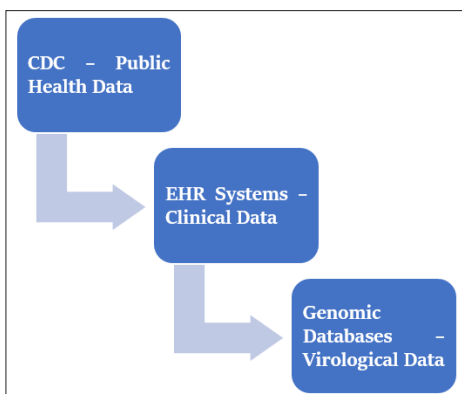 CDC – Public
Health Data
EHR Systems –
Clinical Data
Genomic
Databases –
Virological Data